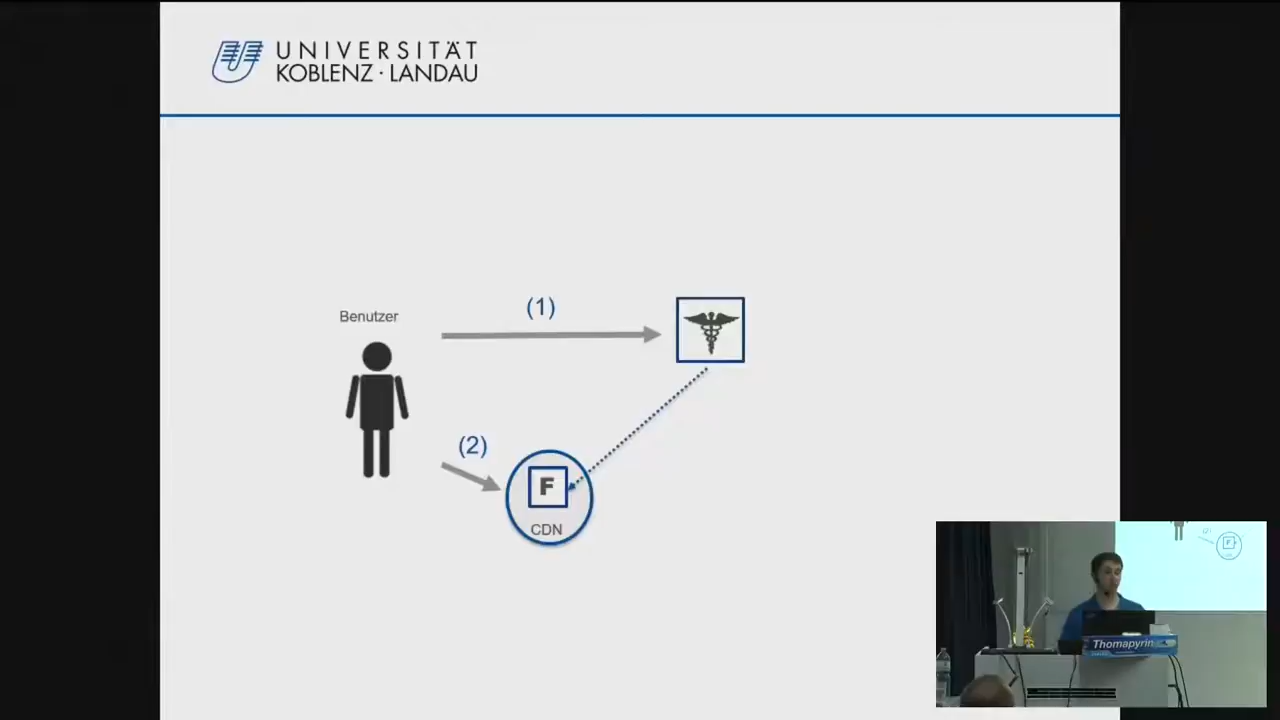 UNIVERSITÄT
KOBLENZ · LANDAU
Benutzer
(1)
(2)
F
CDN
Thomapyrin